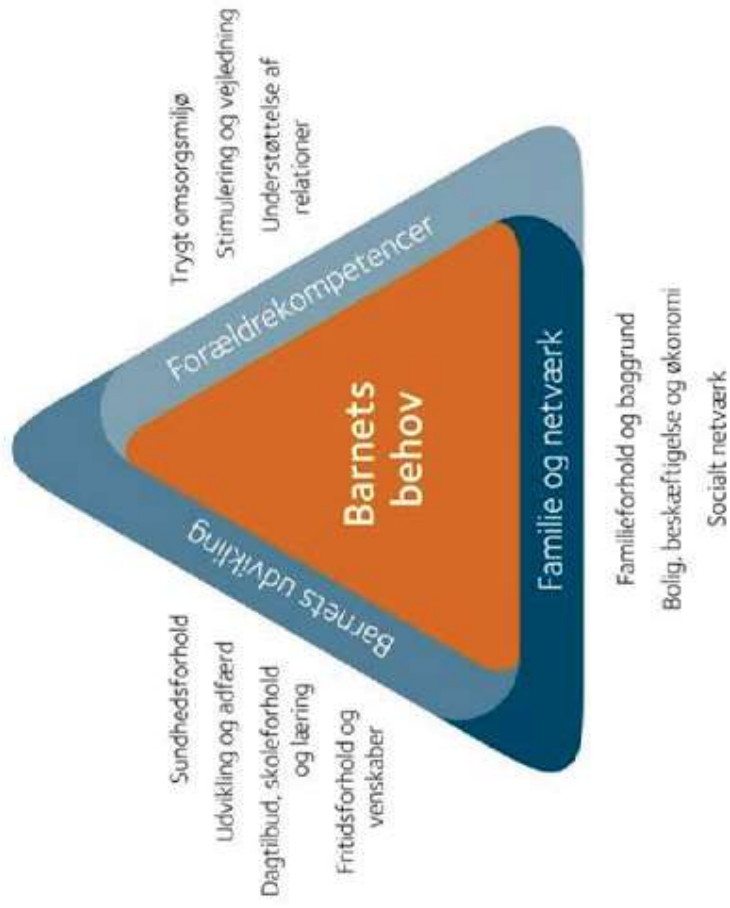 Sundhedsforhold
Udvikling og adfærd
Dagtilbud, skoleforhold
og læring
Fritidsforhold og
venskaber
Barnets udvikling
Trygt omsorgsmiljø
Stimulering og vejledning
Understøttelse af
relationer
Forældrekompetencer
Barnets
behov
Familie og netværk
Familieforhold og baggrund
Bolig, beskæftigelse og økonomi
Socialt netværk